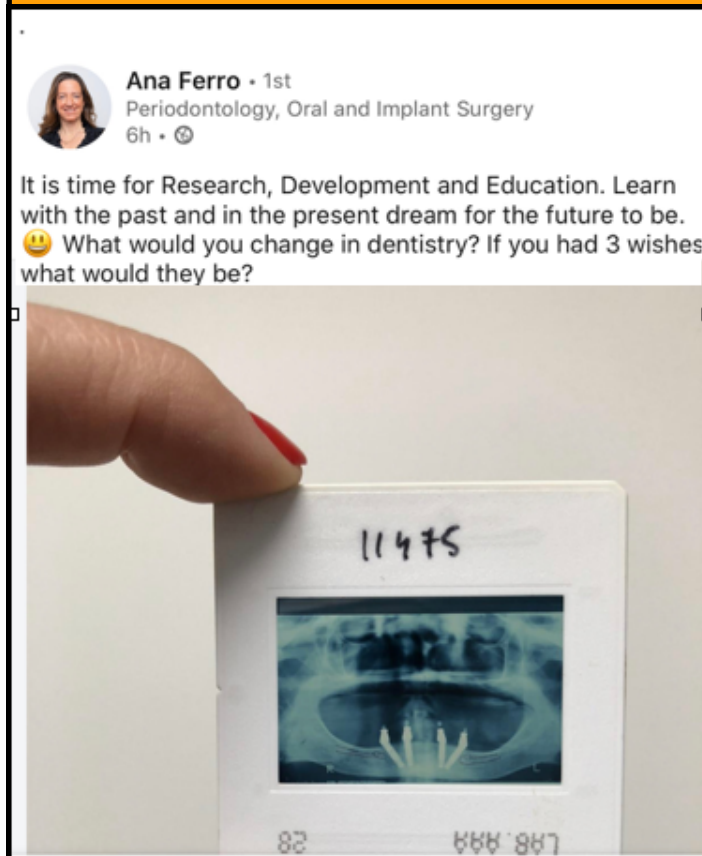 Ana Ferro • 1st
Periodontology, Oral and Implant Surgery
6h •
It is time for Research, Development and Education. Learn
with the past and in the present dream for the future to be.
😃 What would you change in dentistry? If you had 3 wishes
what would they be?
11475
R L